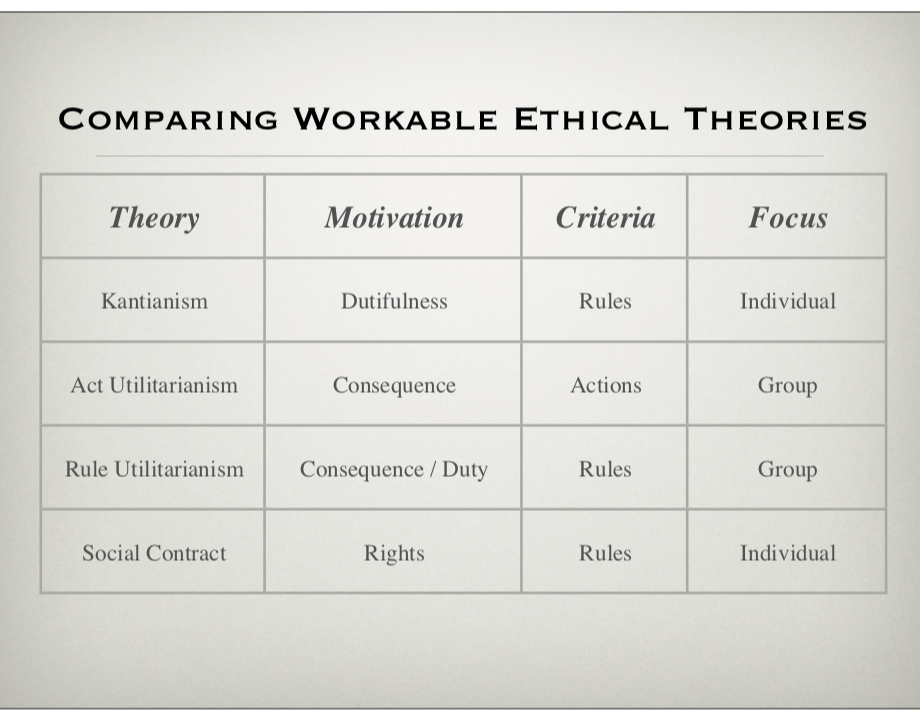 Comparing Workable Ethical Theories
Theory Motivation Criteria Focus
Kantianism Dutifulness Rules Individual
Act Utilitarianism Consequence Actions Group
Rule Utilitarianism Consequence / Duty Rules Group
Social Contract Rights Rules Individual